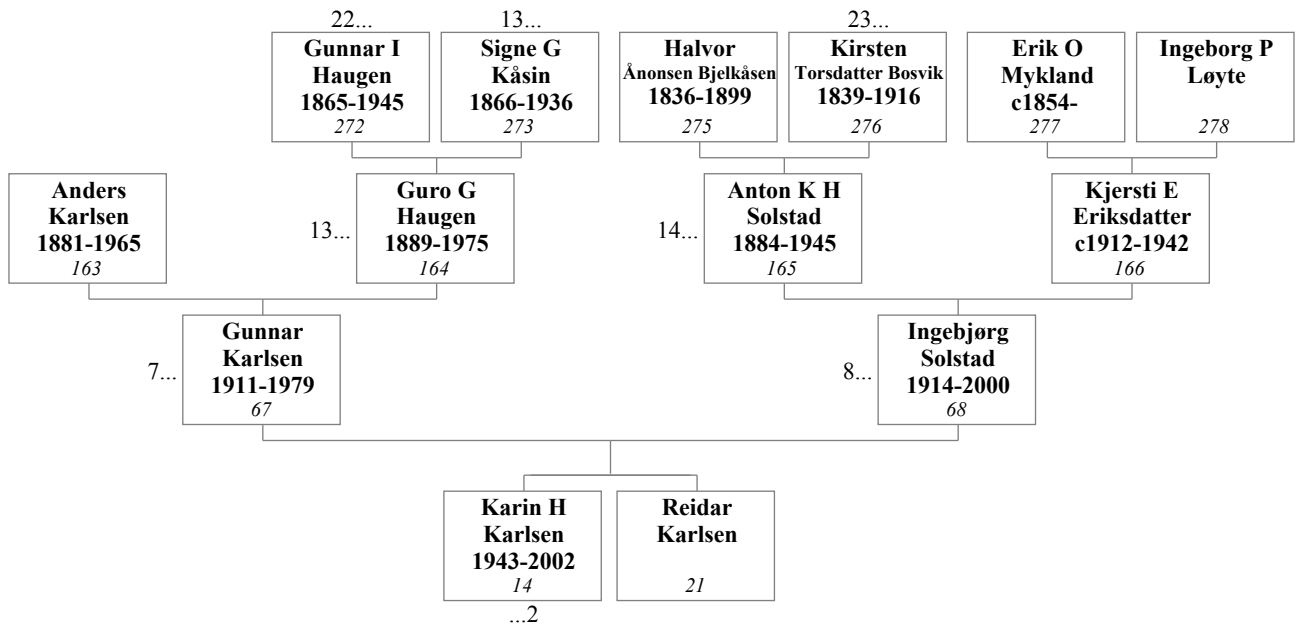 22...
13...
23...
Gunnar I
Haugen
1865-1945
272
Signe G
Kåsin
1866-1936
273
Halvor
Ånonsen Bjelkåsen
1836-1899
275
Kirsten
Torsdatter Bosvik
1839-1916
276
Erik O
Mykland
c1854-
277
Ingeborg P
Løyte
278
Anders
Karlsen
1881-1965
163
13...
Guro G
Haugen
1889-1975
164
14...
Anton K H
Solstad
1884-1945
165
Kjersti E
Eriksdatter
c1912-1942
166
7...
Gunnar
Karlsen
1911-1979
67
8...
Ingebjørg
Solstad
1914-2000
68
Karin H
Karlsen
1943-2002
14
...2
Reidar
Karlsen
21